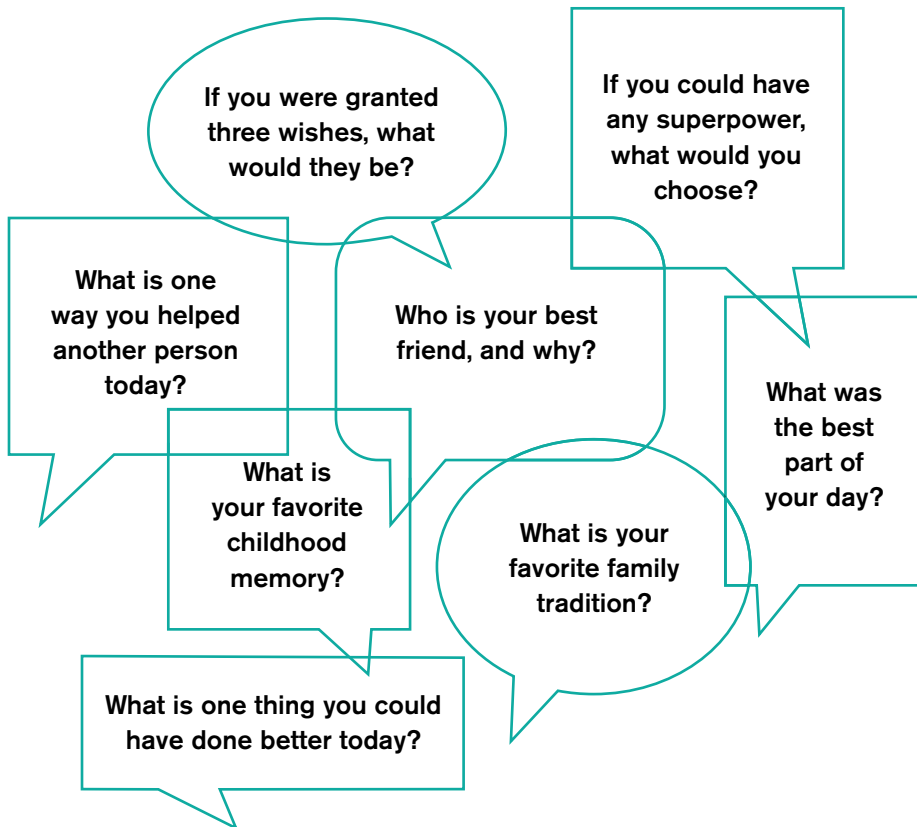 If you were granted
three wishes, what
would they be?
If you could have
any superpower,
what would you
choose?
What is one
way you helped
another person
today?
Who is your best
friend, and why?
What was
the best
part of
your day?
What is
your favorite
childhood
memory?
What is your
favorite family
tradition?
What is one thing you could
have done better today?